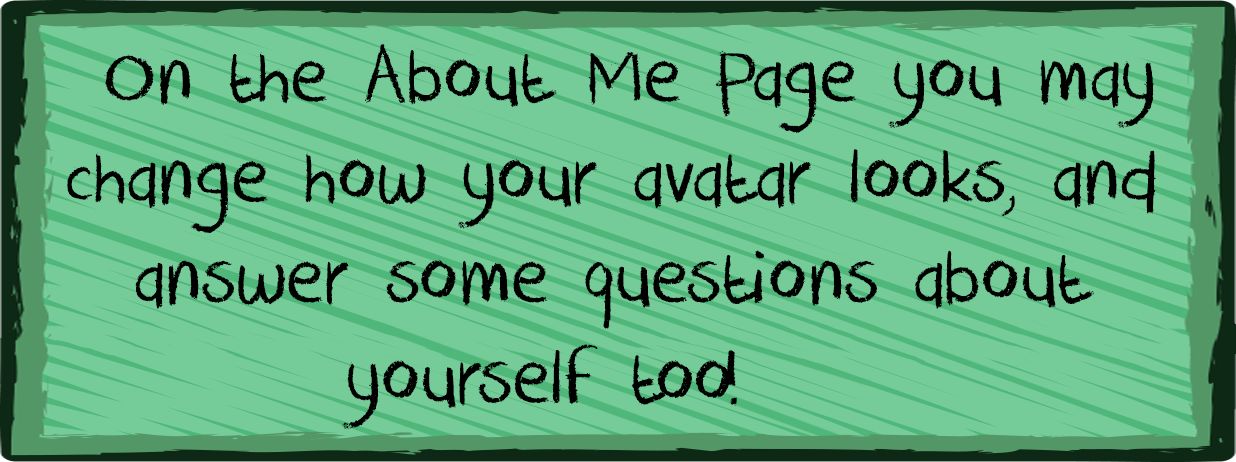 On the About Me Page you may
change how your avatar looks, and
answer some questions about
yourself too!